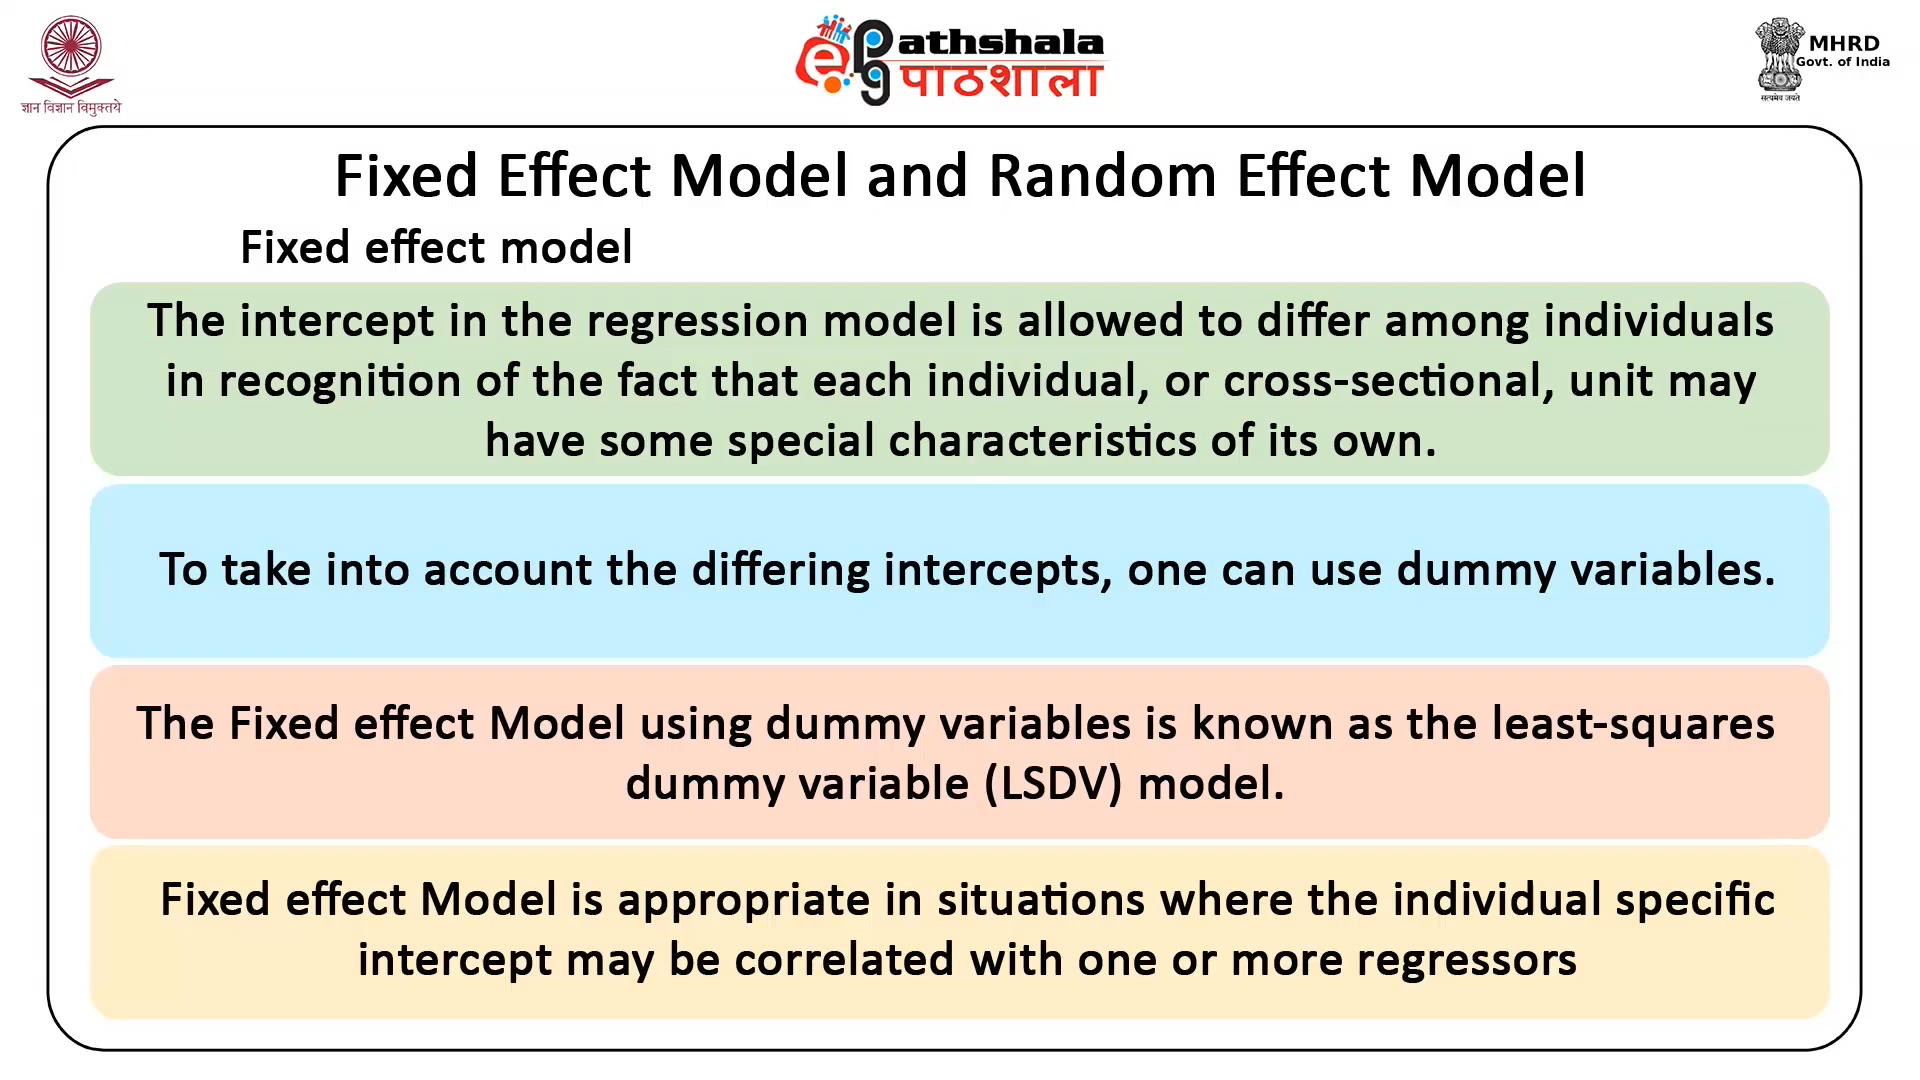 ज्ञान विज्ञान विमुक्तये
ePG Pathshala
पाठशाला
MHRD
Govt. of India
सत्यमेव जयते
Fixed Effect Model and Random Effect Model
Fixed effect model
The intercept in the regression model is allowed to differ among individuals
in recognition of the fact that each individual, or cross-sectional, unit may
have some special characteristics of its own.
To take into account the differing intercepts, one can use dummy variables.
The Fixed effect Model using dummy variables is known as the least-squares
dummy variable (LSDV) model.
Fixed effect Model is appropriate in situations where the individual specific
intercept may be correlated with one or more regressors